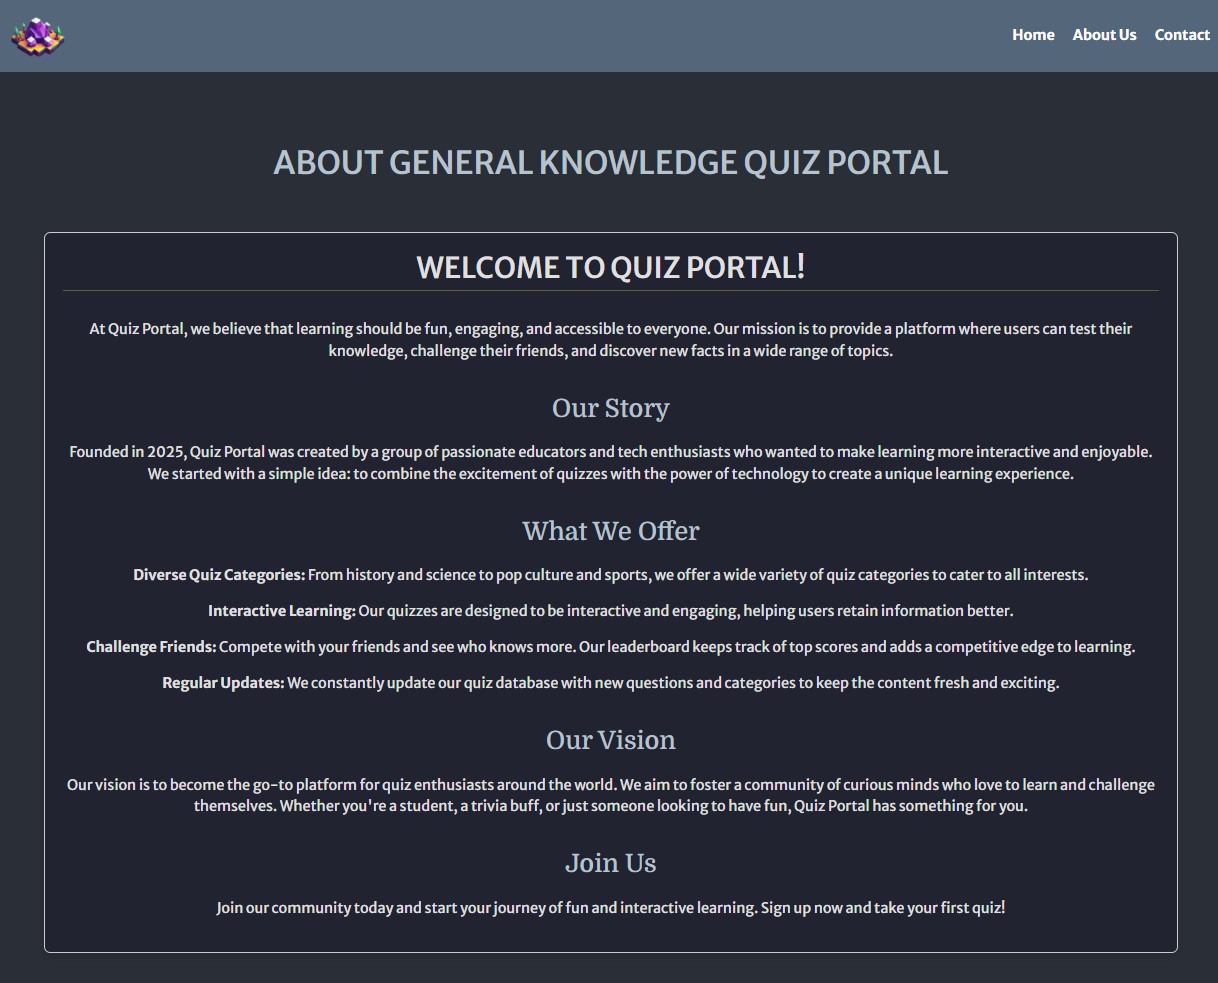 Home About Us Contact
ABOUT GENERAL KNOWLEDGE QUIZ PORTAL
WELCOME TO QUIZ PORTAL!
At Quiz Portal, we believe that learning should be fun, engaging, and accessible to everyone. Our mission is to provide a platform where users can test their
knowledge, challenge their friends, and discover new facts in a wide range of topics.
Our Story
Founded in 2025, Quiz Portal was created by a group of passionate educators and tech enthusiasts who wanted to make learning more interactive and enjoyable.
We started with a simple idea: to combine the excitement of quizzes with the power of technology to create a unique learning experience.
What We Offer
Diverse Quiz Categories: From history and science to pop culture and sports, we offer a wide variety of quiz categories to cater to all interests.
Interactive Learning: Our quizzes are designed to be interactive and engaging, helping users retain information better.
Challenge Friends: Compete with your friends and see who knows more. Our leaderboard keeps track of top scores and adds a competitive edge to learning.
Regular Updates: We constantly update our quiz database with new questions and categories to keep the content fresh and exciting.
Our Vision
Our vision is to become the go-to platform for quiz enthusiasts around the world. We aim to foster a community of curious minds who love to learn and challenge
themselves. Whether you're a student, a trivia buff, or just someone looking to have fun, Quiz Portal has something for you.
Join Us
Join our community today and start your journey of fun and interactive learning. Sign up now and take your first quiz!